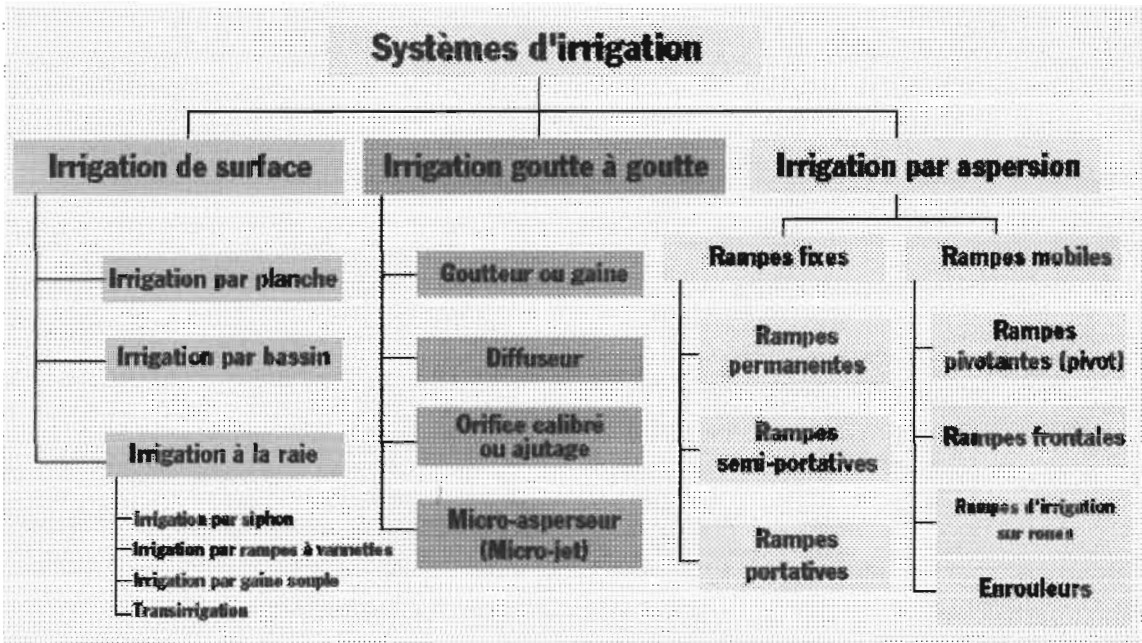 Systèmes d'irrigation
Irrigation de surface
Irrigation par planche
Irrigation par bassin
Irrigation à la raie
Irrigation par siphon
Irrigation par rampes à vannettes
Irrigation par gaine souple
Transirrigation
Irrigation goutte à goutte
Goutteur ou gaine
Diffuseur
Orifice calibré
ou ajutage
Micro-asperseur
(Micro-jet)
Irrigation par aspersion
Rampes fixes
Rampes
permanentes
Rampes
semi-portatives
Rampes
portatives
Rampes mobiles
Rampes
pivotantes (pivot)
Rampes frontales
Rampes d'irrigation
sur roues
Enrouleurs